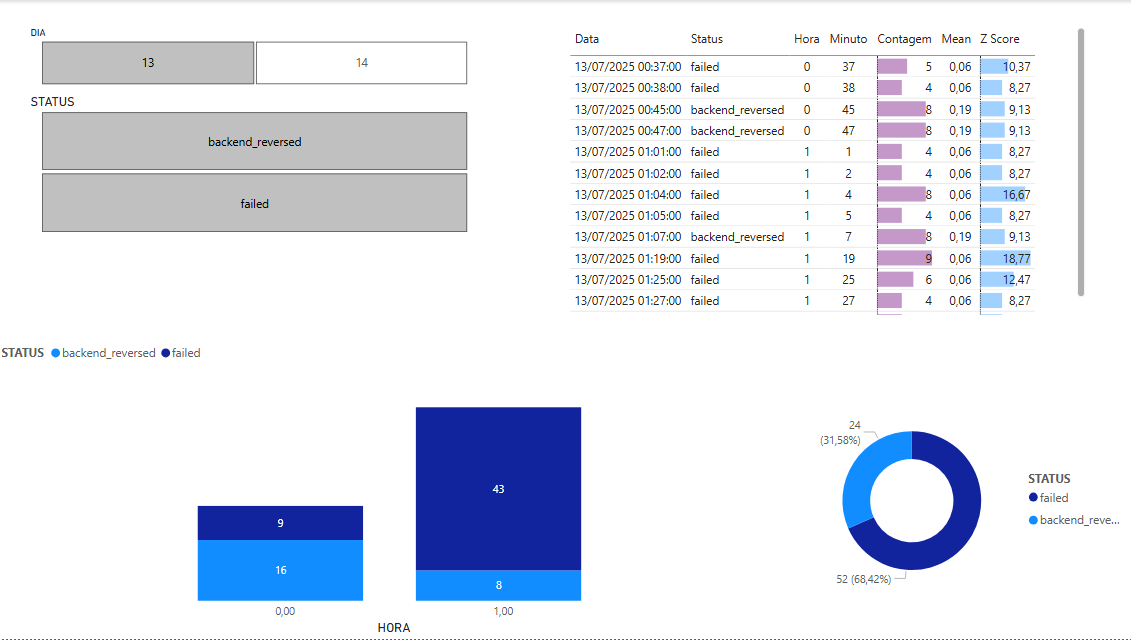 DIA
13 14
STATUS
backend_reversed
failed
Data Status Hora Minuto Contagem Mean Z Score
13/07/2025 00:37:00 failed 0 37 5 0,06 10,37
13/07/2025 00:38:00 failed 0 38 4 0,06 8,27
13/07/2025 00:45:00 backend_reversed 0 45 8 0,19 9,13
13/07/2025 00:47:00 backend_reversed 0 47 8 0,19 9,13
13/07/2025 01:01:00 failed 1 1 4 0,06 8,27
13/07/2025 01:02:00 failed 1 2 4 0,06 8,27
13/07/2025 01:04:00 failed 1 4 8 0,06 16,67
13/07/2025 01:05:00 failed 1 5 4 0,06 8,27
13/07/2025 01:07:00 backend_reversed 1 7 8 0,19 9,13
13/07/2025 01:19:00 failed 1 19 9 0,06 18,77
13/07/2025 01:25:00 failed 1 25 6 0,06 12,47
13/07/2025 01:27:00 failed 1 27 4 0,06 8,27
STATUS backend_reversed failed
43
9
16
8
0,00 1,00
HORA
24
(31,58%)
52 (68,42%)
STATUS
failed
backend_reve...